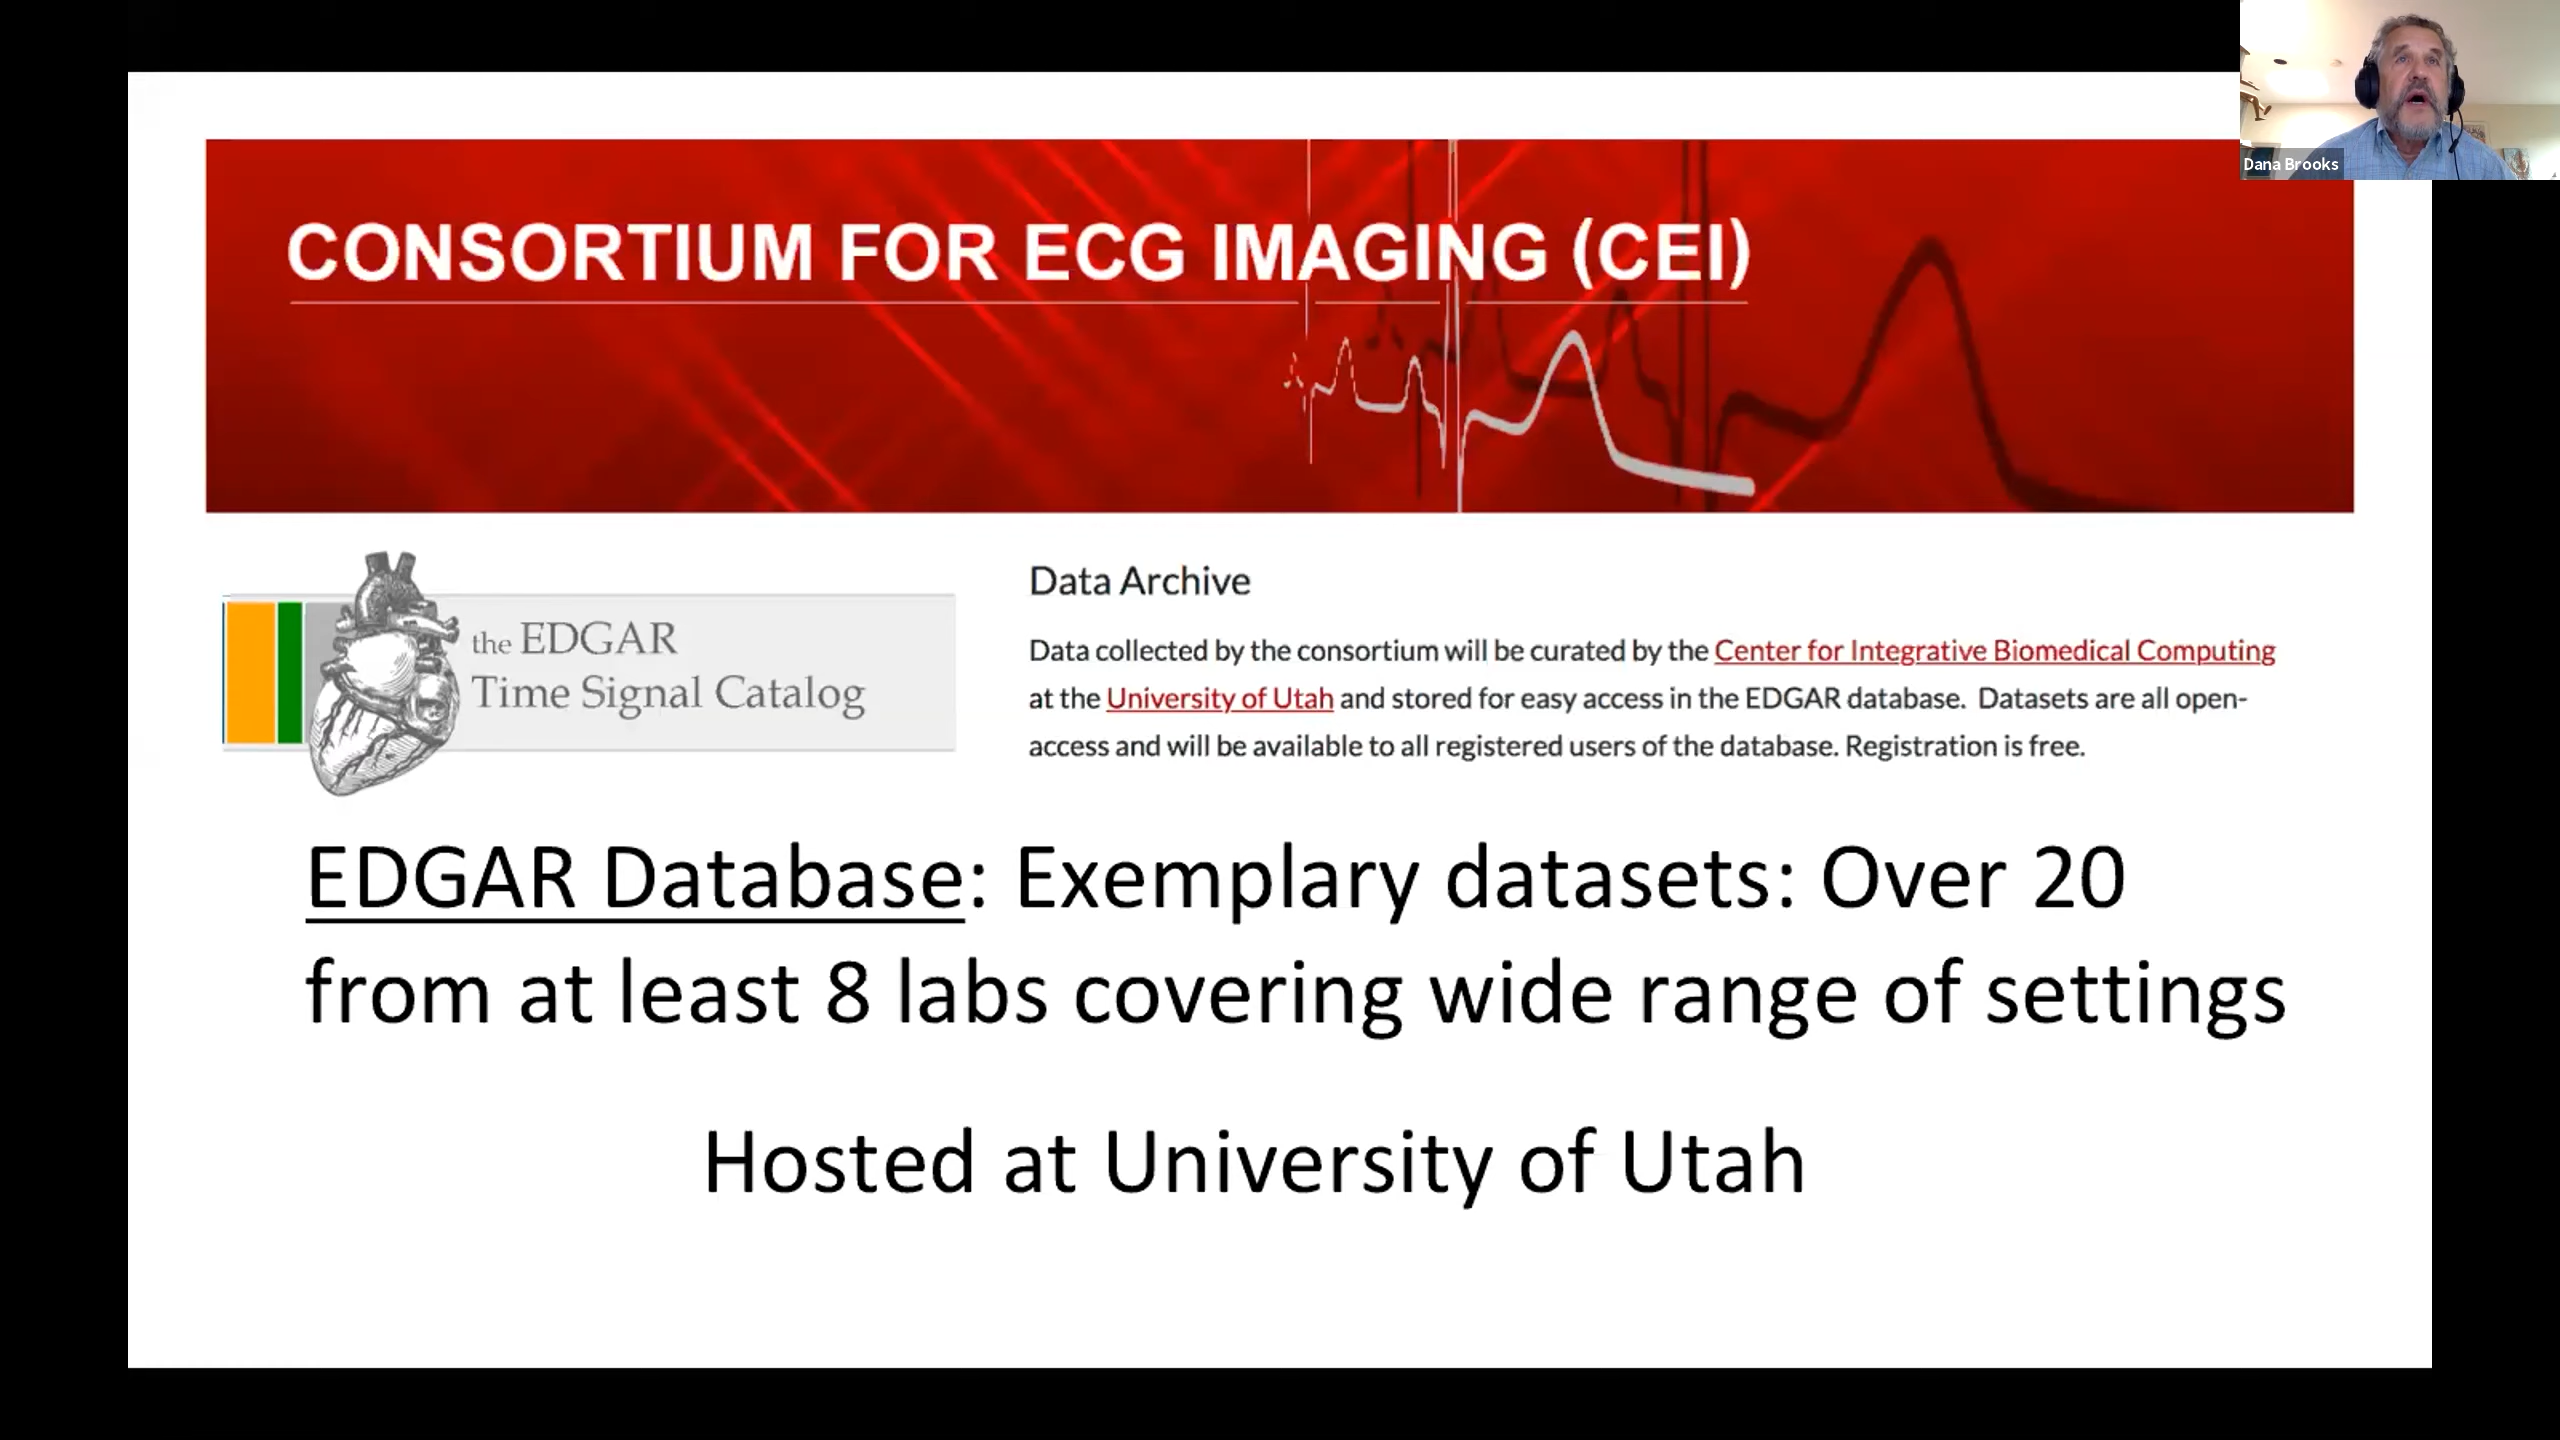 Dana Brooks
CONSORTIUM FOR ECG IMAGING (CEI)
the EDGAR
Time Signal Catalog
Data Archive
Data collected by the consortium will be curated by the Center for Integrative Biomedical Computing
at the University of Utah and stored for easy access in the EDGAR database. Datasets are all open-
access and will be available to all registered users of the database. Registration is free.
EDGAR Database: Exemplary datasets: Over 20
from at least 8 labs covering wide range of settings
Hosted at University of Utah